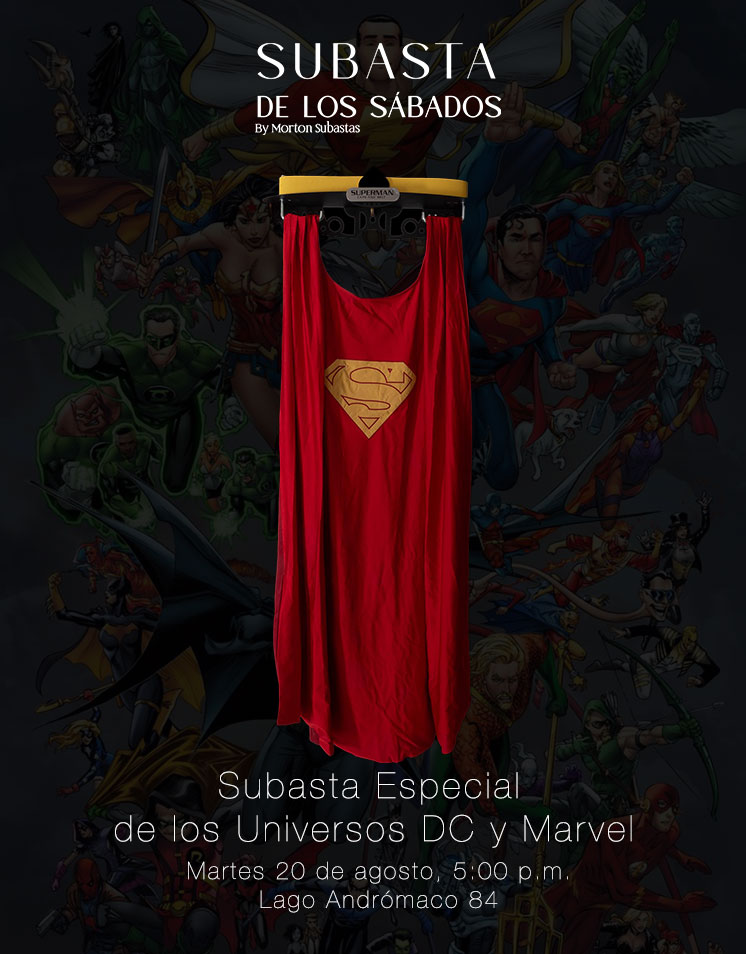 SUBASTA
DE LOS SÁBADOS
By Morton Subastas
SUPERMAN
Subasta Especial
de los Universos DC y Marvel
Martes 20 de agosto, 5:00 p.m.
Lago Andrómaco 84